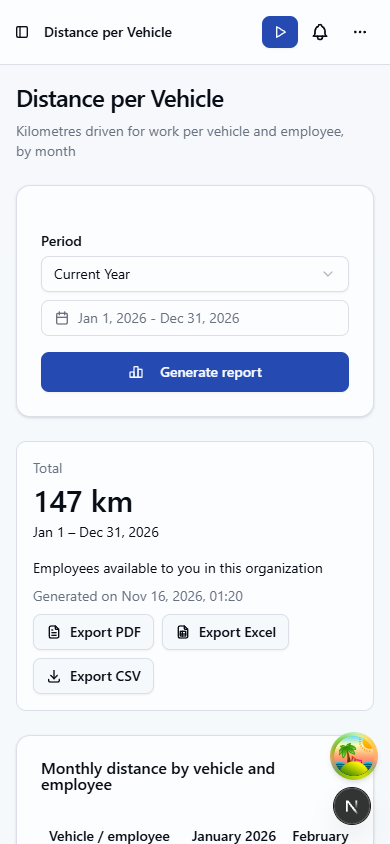 Distance per Vehicle
Distance per Vehicle
Kilometres driven for work per vehicle and employee,
by month
Period
Current Year
Jan 1, 2026 - Dec 31, 2026
Generate report
Total
147 km
Jan 1 – Dec 31, 2026
Employees available to you in this organization
Generated on Nov 16, 2026, 01:20
Export PDF
Export Excel
Export CSV
Monthly distance by vehicle and
employee
N
Vehicle / employee January 2026 February